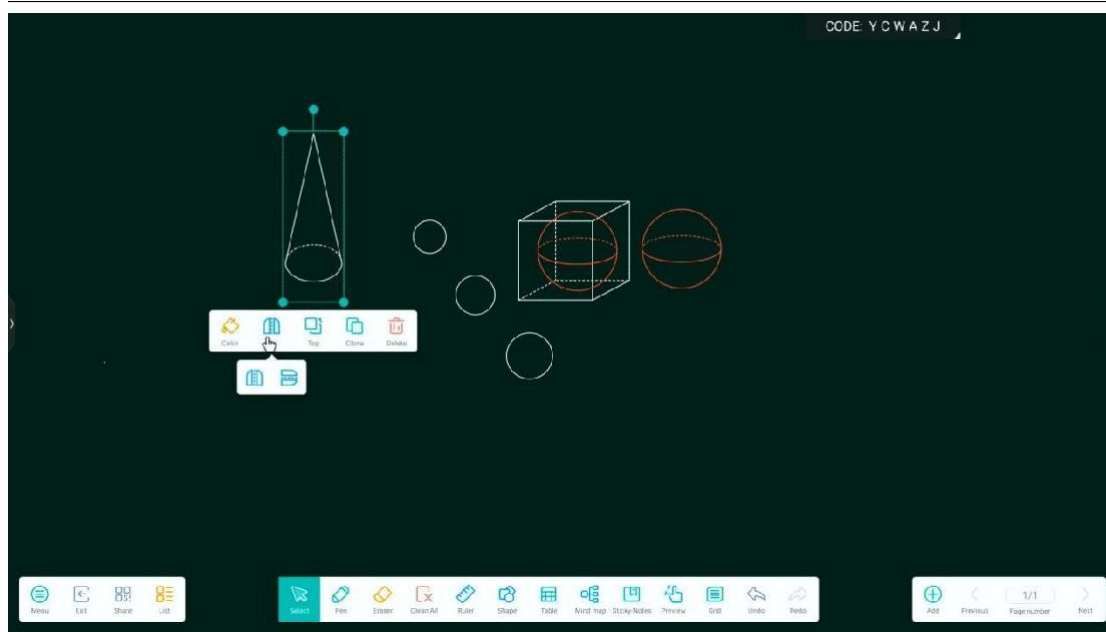 CODE: Y C W A Z J
Color Top Clone Delete
Menu Exit Share List
Select Pen Eraser Clean All Ruler Shape Table Mind map Sticky-Notes Preview Grid Undo Redo
Add Previous 1/1 Next
Page number